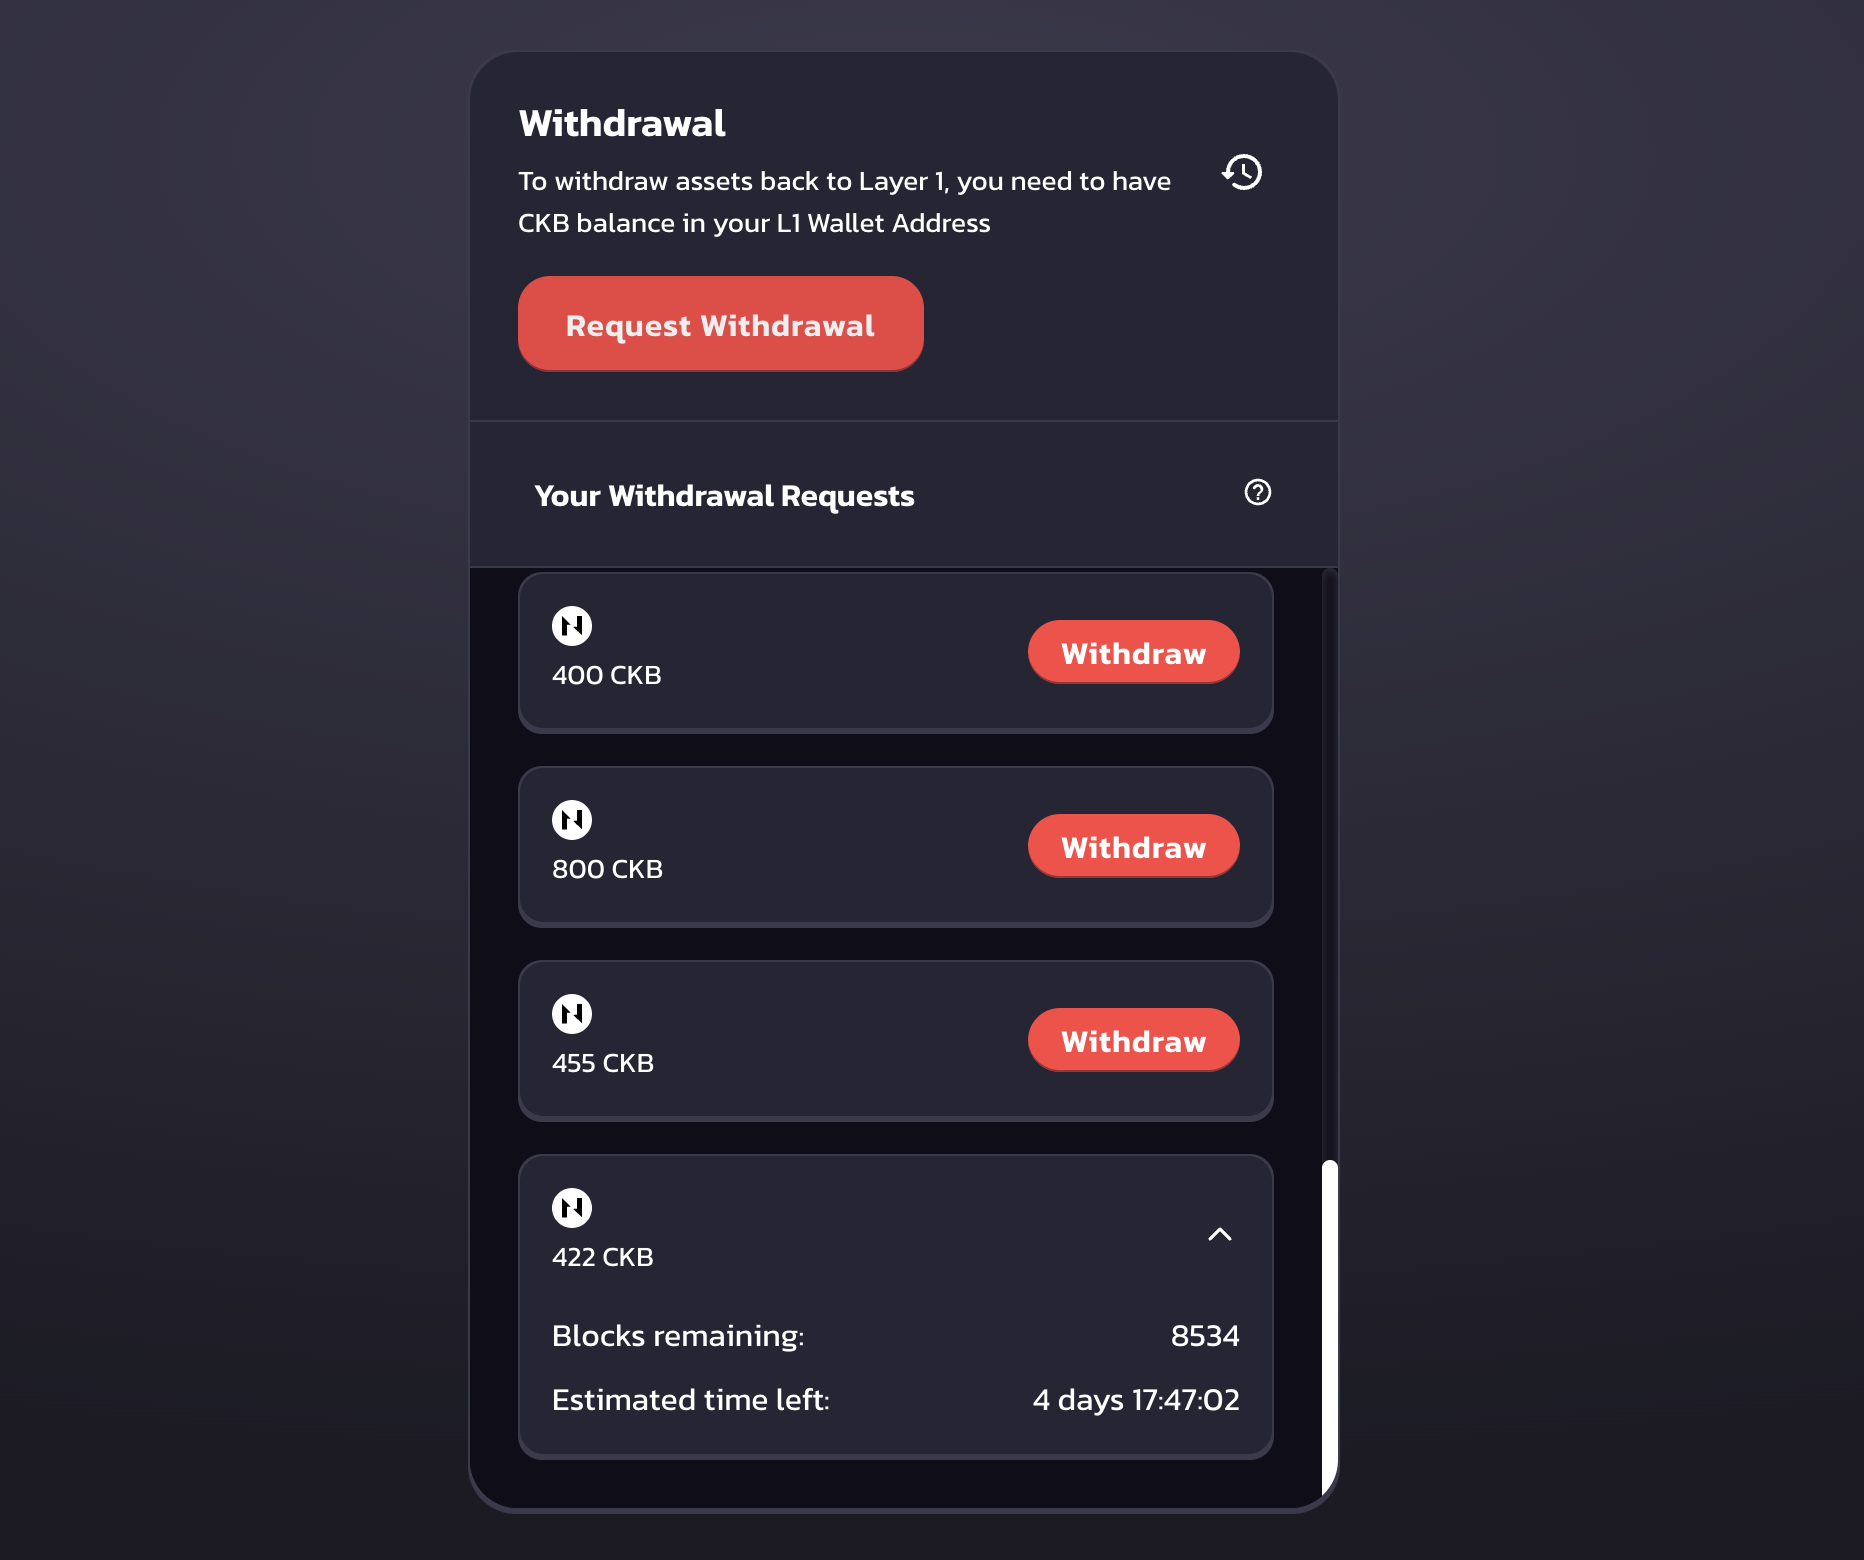 Withdrawal
To withdraw assets back to Layer 1, you need to have
CKB balance in your L1 Wallet Address
Request Withdrawal
Your Withdrawal Requests
400 CKB
Withdraw
800 CKB
Withdraw
455 CKB
Withdraw
422 CKB
Blocks remaining: 8534
Estimated time left: 4 days 17:47:02